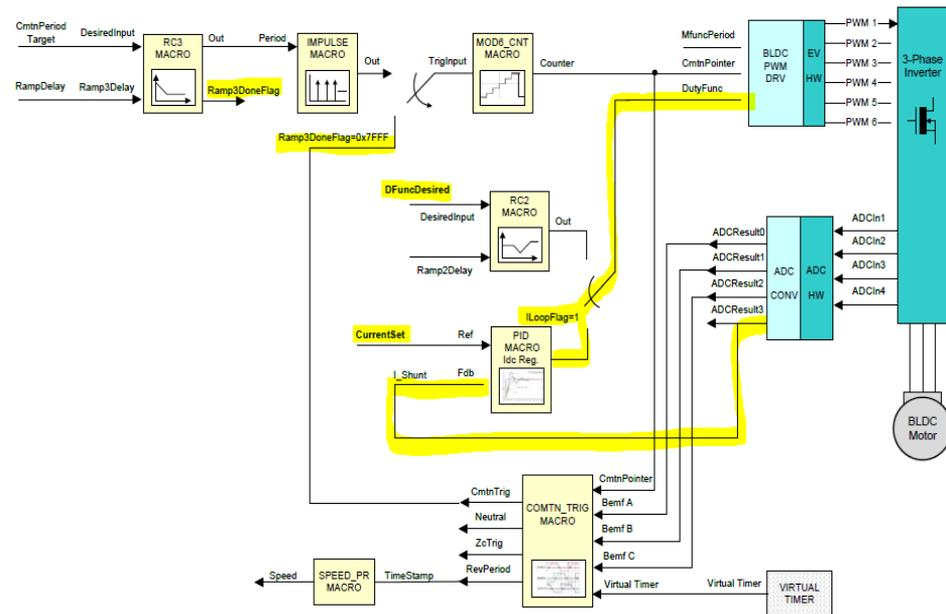 CmtnPeriod
Target
DesiredInput
RC3
MACRO
Out
Period
IMPULSE
MACRO
Out
TrigInput
MOD6_CNT
MACRO
Counter
MfuncPeriod
CmtnPointer
DutyFunc
BLDC
PWM
DRV
EV
HW
PWM 1
PWM 2
PWM 3
PWM 4
PWM 5
PWM 6
3-Phase
Inverter
RampDelay
Ramp3Delay
Ramp3DoneFlag
Ramp3DoneFlag=0x7FFF
DFuncDesired
DesiredInput
RC2
MACRO
Out
Ramp2Delay
ILoopFlag=1
CurrentSet
Ref
PID
MACRO
Idc Reg.
I_Shunt
Fdb
ADCResult0
ADCResult1
ADCResult2
ADCResult3
ADC
CONV
ADC
HW
ADCIn1
ADCIn2
ADCIn3
ADCIn4
BLDC
Motor
CmtnTrig
Neutral
ZcTrig
RevPeriod
COMTN_TRIG
MACRO
CmtnPointer
Bemf A
Bemf B
Bemf C
Virtual Timer
Virtual Timer
VIRTUAL
TIMER
Speed
SPEED_PR
MACRO
TimeStamp